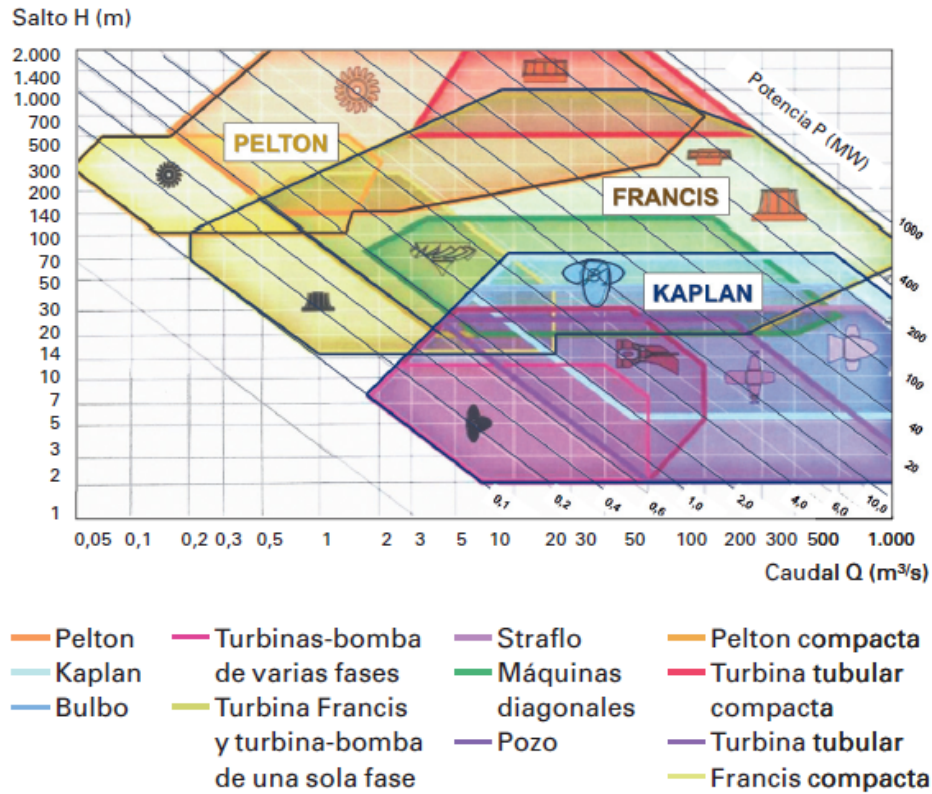 Salto H (m)
2.000
1.400
1.000
700
500
300
200
140
100
70
50
30
20
14
10
7
5
3
2
1
PELTON
FRANCIS
KAPLAN
Potencia P (MW)
1000
400
200
100
40
20
0,1 0,2 0,4 0,6 1,0 2,0 4,0 6,0 10,0
0,05 0,1 0,2 0,3 0,5 1 2 3 5 10 20 30 50 100 200 300 500 1.000
Caudal Q (m³/s)
Pelton
Kaplan
Bulbo
Turbinas-bomba
de varias fases
Turbina Francis
y turbina-bomba
de una sola fase
Straflo
Máquinas
diagonales
Pozo
Pelton compacta
Turbina tubular
compacta
Turbina tubular
Francis compacta